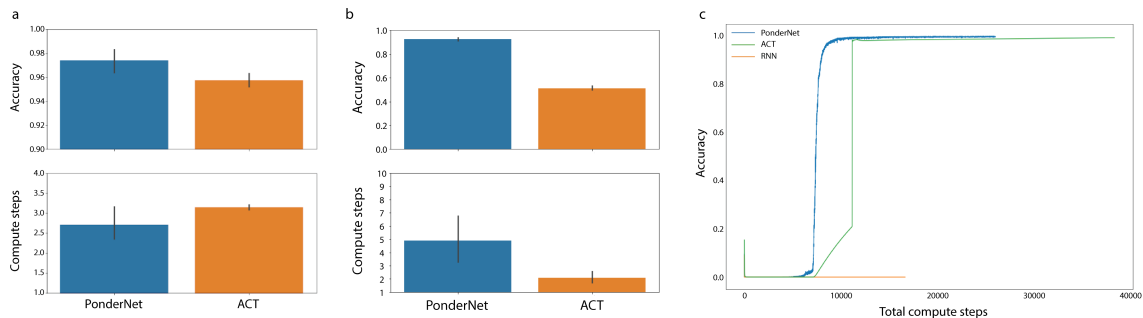 a
Accuracy
1.00
0.98
0.96
0.94
0.92
0.90
Compute steps
4.0
3.5
3.0
2.5
2.0
1.5
1.0
PonderNet ACT
b
Accuracy
1.0
0.8
0.6
0.4
0.2
0.0
Compute steps
10
9
8
7
6
5
4
3
2
1
PonderNet ACT
c
PonderNet
ACT
RNN
Accuracy
1.0
0.8
0.6
0.4
0.2
0.0
0 10000 20000 30000 40000
Total compute steps